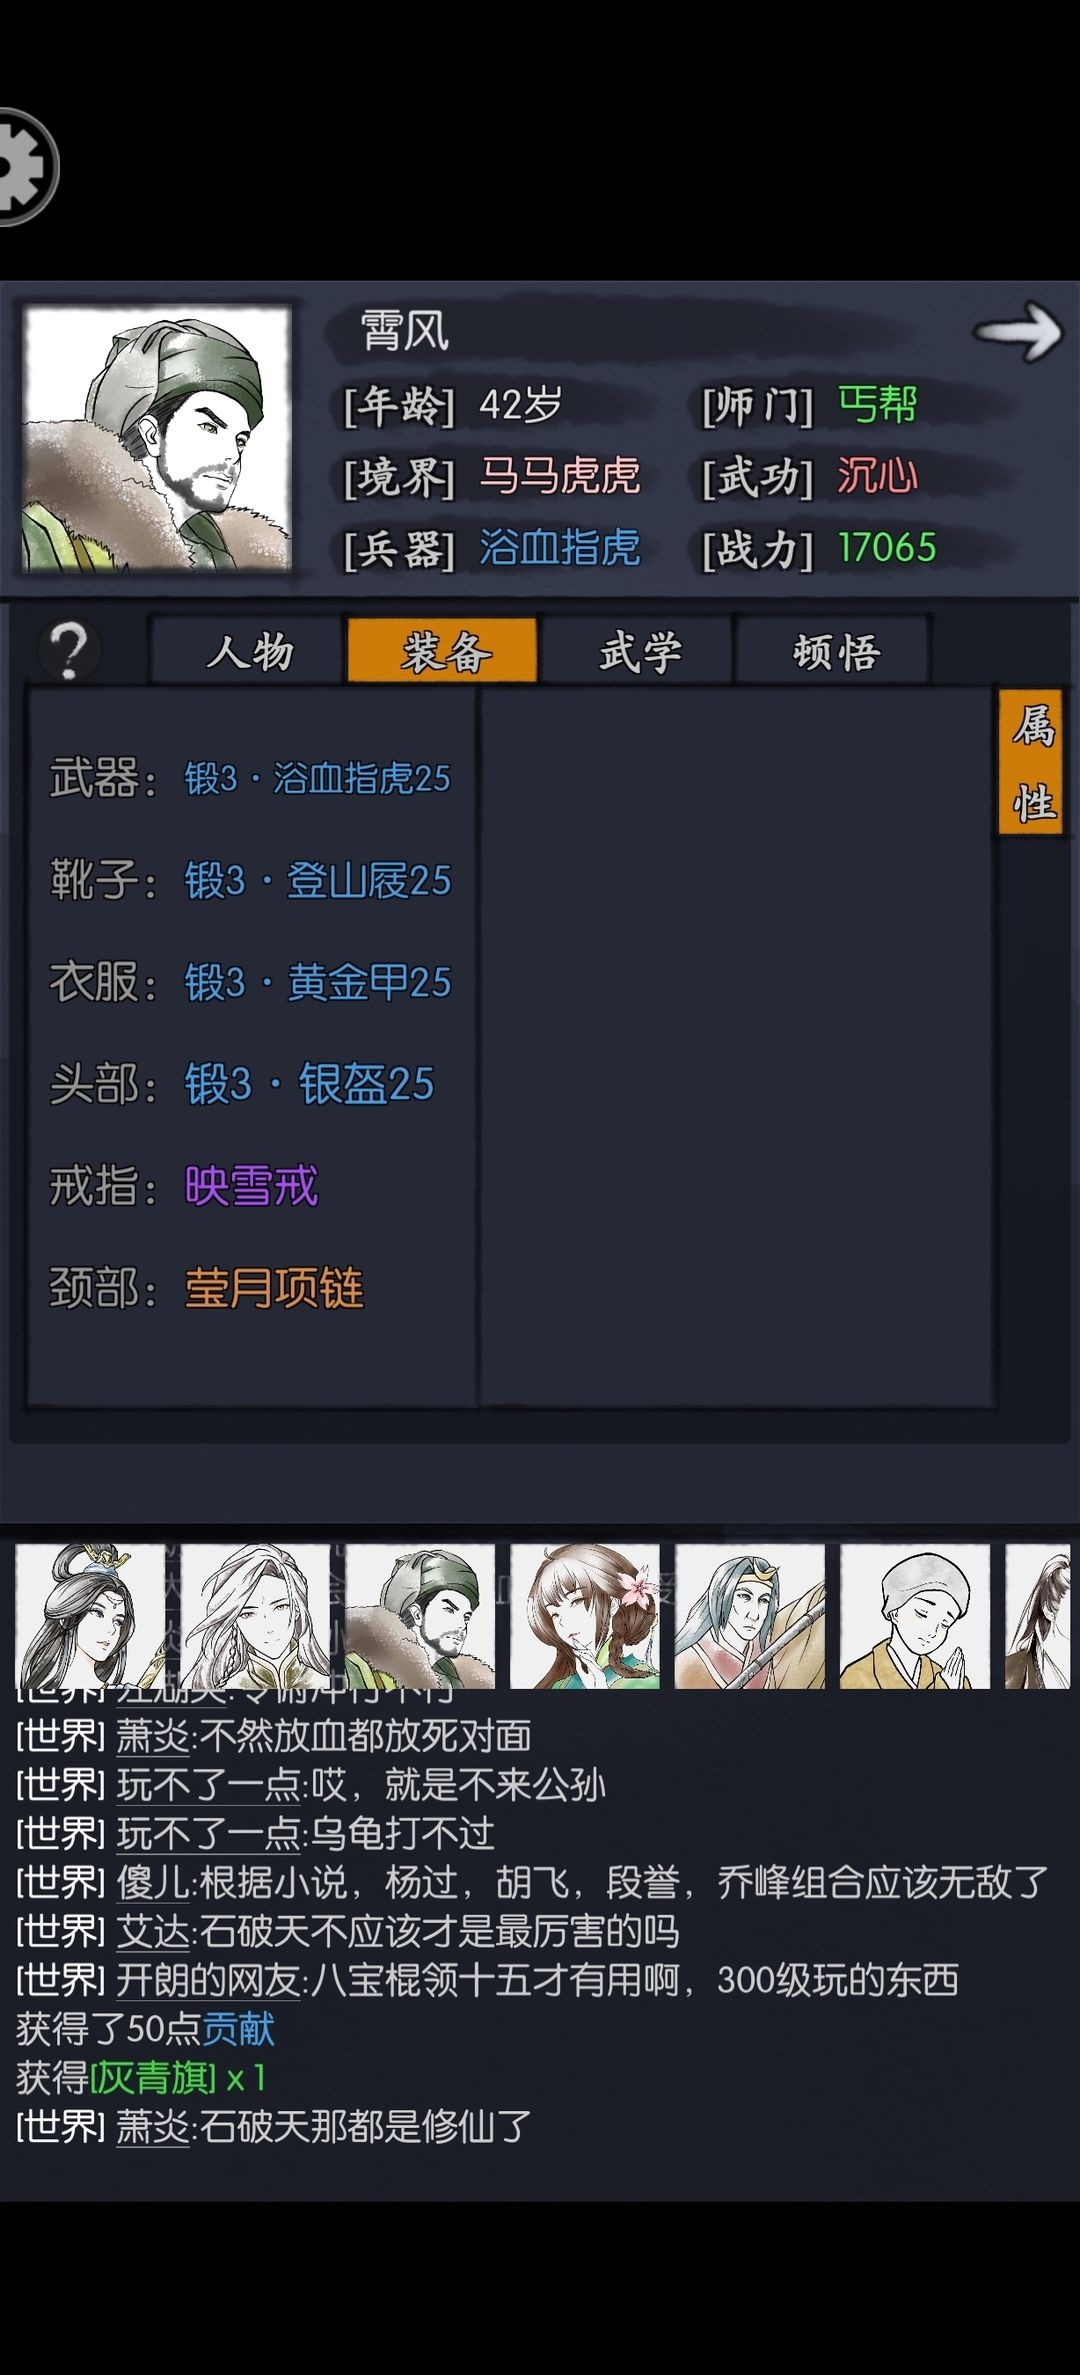 霄风
[年龄] 42岁 [师门] 丐帮
[境界] 马马虎虎 [武功] 沉心
[兵器] 浴血指虎 [战力] 17065
? 人物 装备 武学 顿悟
属性
武器：锻3·浴血指虎25
靴子：锻3·登山屐25
衣服：锻3·黄金甲25
头部：锻3·银盔25
戒指：映雪戒
颈部：莹月项链
[世界]
[世界] 萧炎:不然放血都放死对面
[世界] 玩不了一点:哎，就是不来公孙
[世界] 玩不了一点:乌龟打不过
[世界] 傻儿:根据小说，杨过，胡飞，段誉，乔峰组合应该无敌了
[世界] 艾达:石破天不应该才是最厉害的吗
[世界] 开朗的网友:八宝棍领十五才有用啊，300级玩的东西
获得了50点贡献
获得[灰青旗] x 1
[世界] 萧炎:石破天那都是修仙了